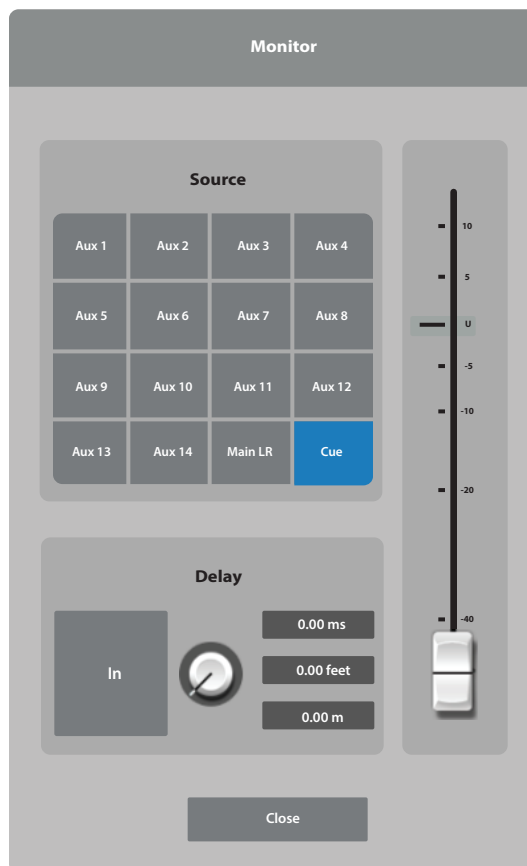 Monitor
Source
Aux 1 Aux 2 Aux 3 Aux 4
Aux 5 Aux 6 Aux 7 Aux 8
Aux 9 Aux 10 Aux 11 Aux 12
Aux 13 Aux 14 Main LR Cue
10
5
U
-5
-10
-20
-40
Delay
In
0.00 ms
0.00 feet
0.00 m
Close